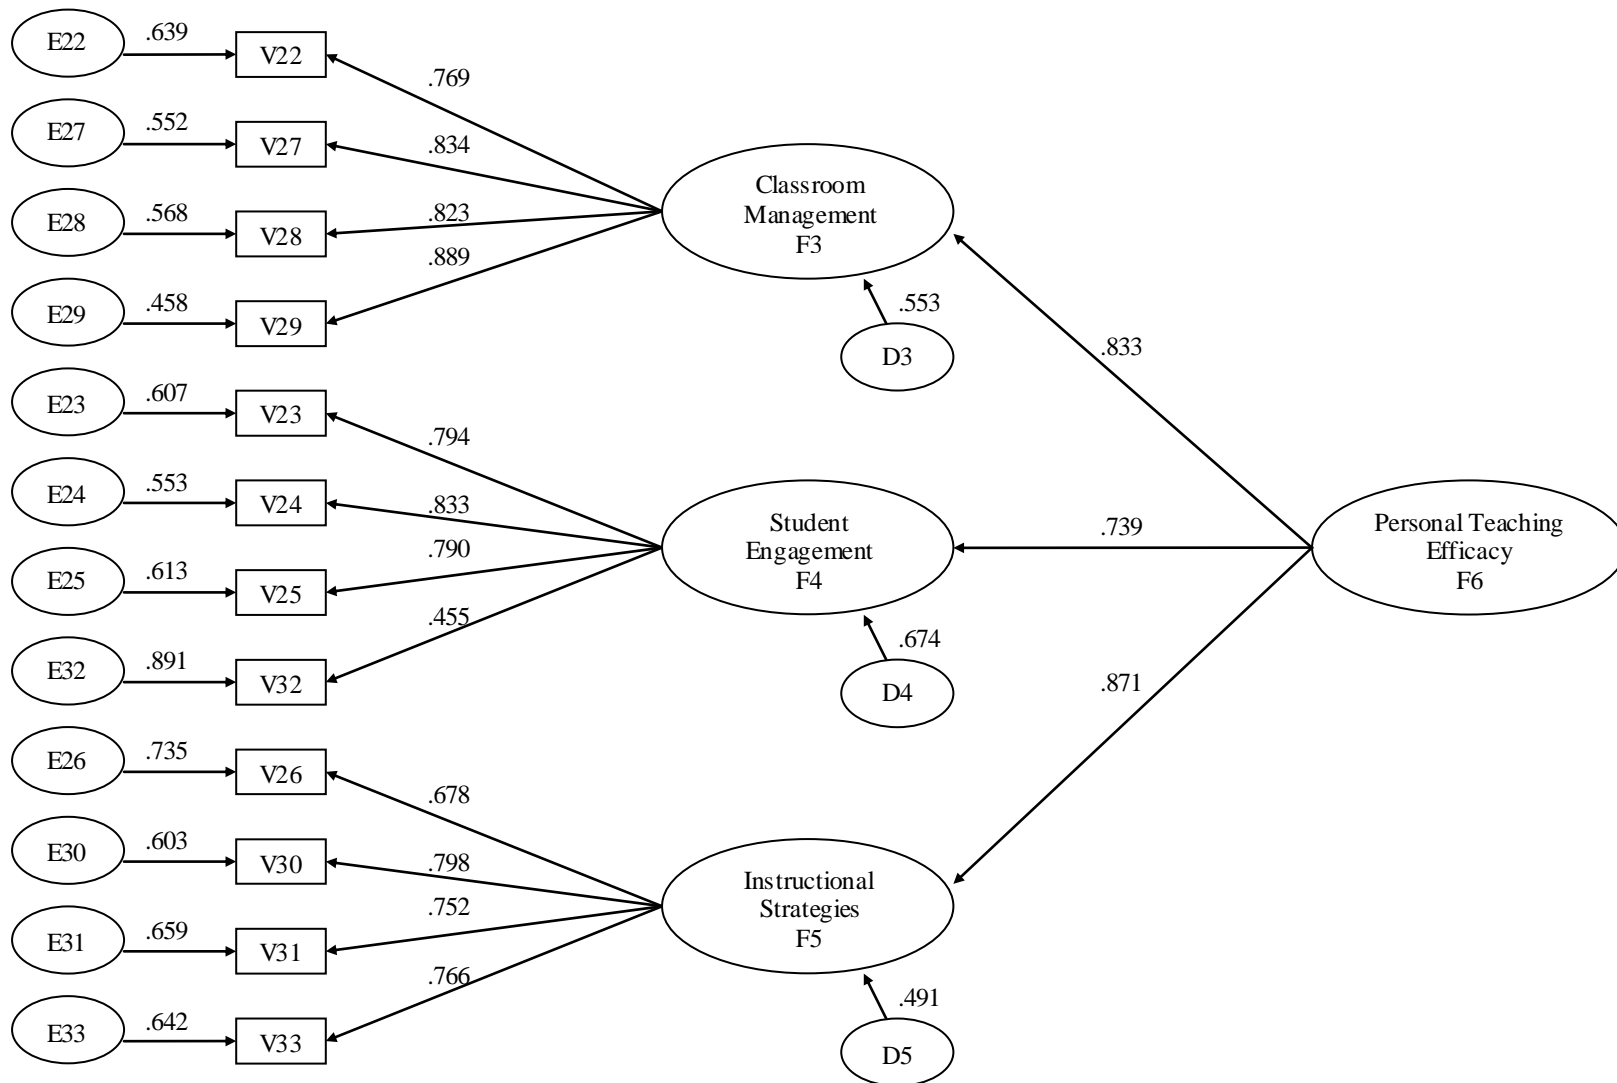 E22
.639
V22
.769
E27
.552
V27
.834
E28
.568
V28
.823
E29
.458
V29
.889
Classroom
Management
F3
.553
D3
.833
E23
.607
V23
.794
E24
.553
V24
.833
E25
.613
V25
.790
E32
.891
V32
.455
Student
Engagement
F4
.674
D4
.739
Personal Teaching
Efficacy
F6
E26
.735
V26
.678
E30
.603
V30
.798
E31
.659
V31
.752
E33
.642
V33
.766
Instructional
Strategies
F5
.491
D5
.871